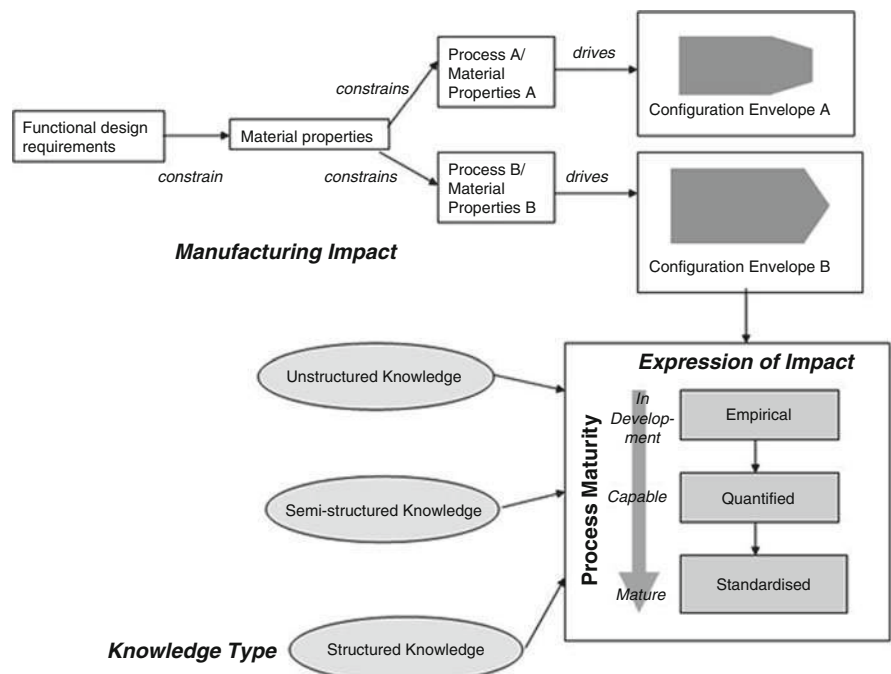 Functional design
requirements
constrain
Material properties
constrains
constrains
Process A/
Material
Properties A
drives
Configuration Envelope A
Process B/
Material
Properties B
drives
Configuration Envelope B
Manufacturing Impact
Expression of Impact
Process Maturity
In
Develop-
ment
Empirical
Capable
Quantified
Mature
Standardised
Unstructured Knowledge
Semi-structured Knowledge
Structured Knowledge
Knowledge Type